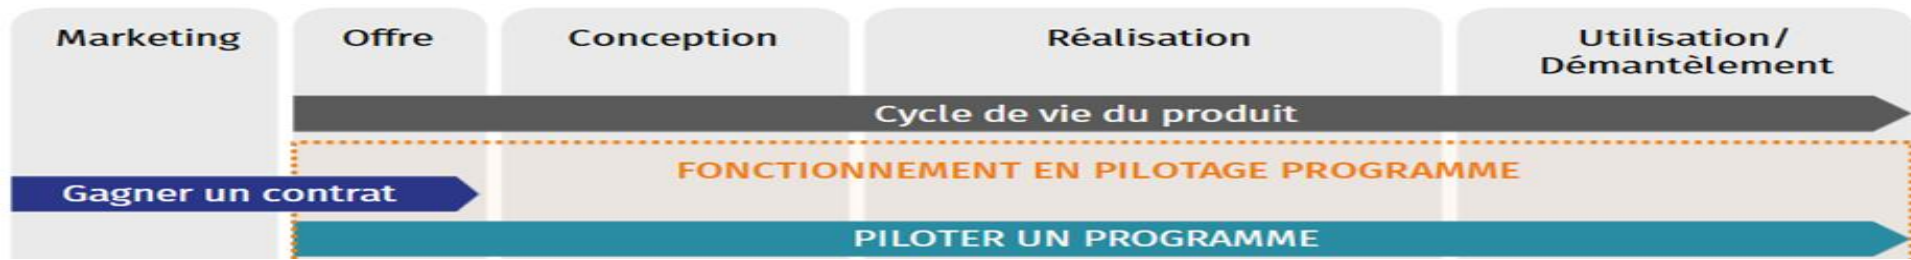 Marketing
Offre
Conception
Réalisation
Utilisation/
Démantèlement
Cycle de vie du produit
FONCTIONNEMENT EN PILOTAGE PROGRAMME
Gagner un contrat
PILOTER UN PROGRAMME